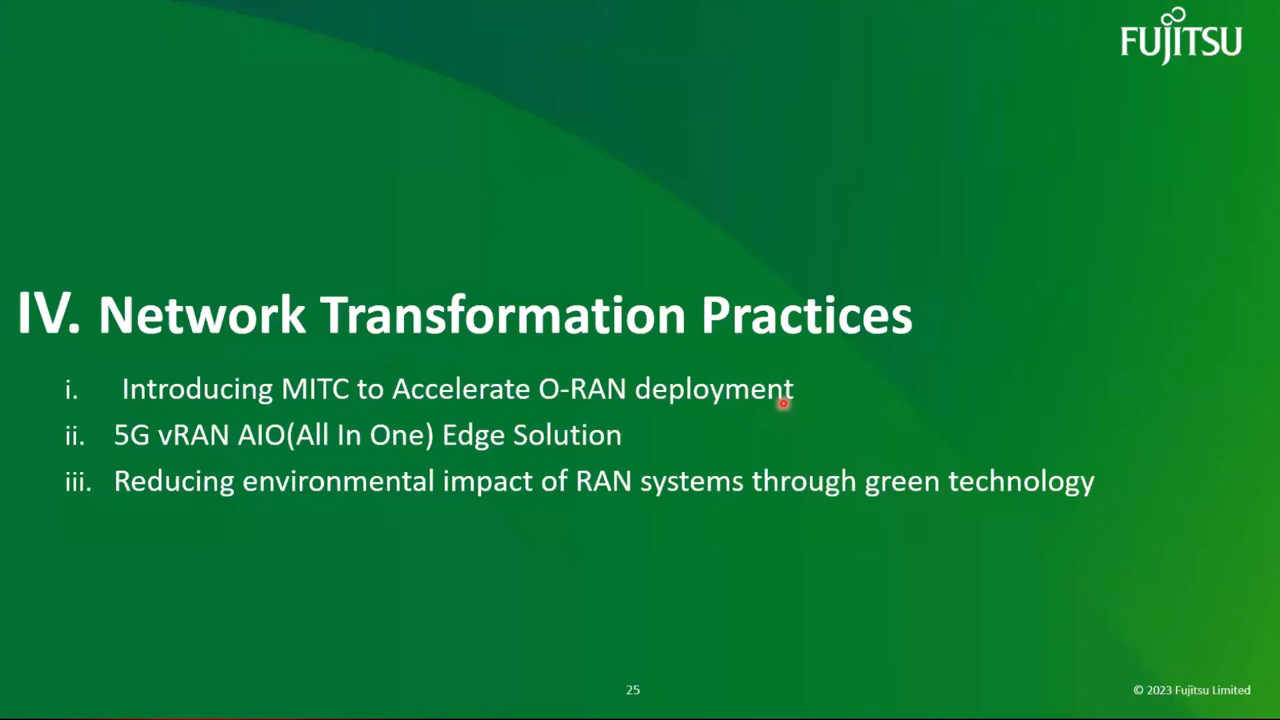 FUJITSU
IV. Network Transformation Practices
i. Introducing MITC to Accelerate O-RAN deployment
ii. 5G vRAN AIO(All In One) Edge Solution
iii. Reducing environmental impact of RAN systems through green technology
25
© 2023 Fujitsu Limited